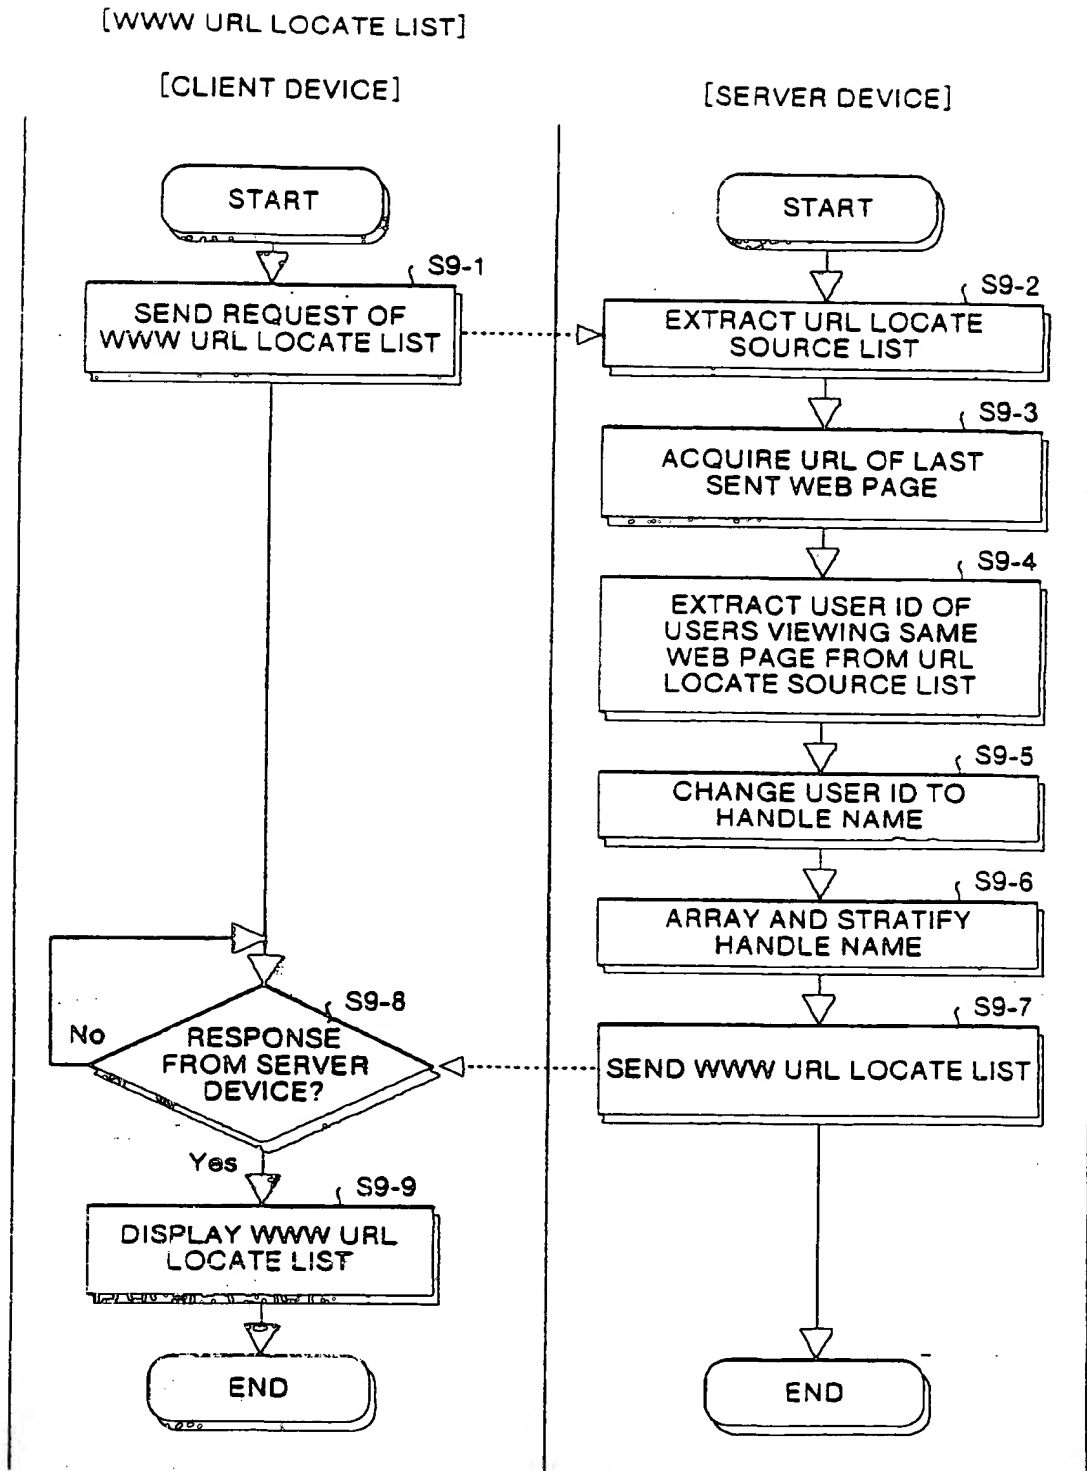 [WWW URL LOCATE LIST]
[CLIENT DEVICE]
[SERVER DEVICE]
START
S9-1
SEND REQUEST OF
WWW URL LOCATE LIST
START
S9-2
EXTRACT URL LOCATE
SOURCE LIST
S9-3
ACQUIRE URL OF LAST
SENT WEB PAGE
S9-4
EXTRACT USER ID OF
USERS VIEWING SAME
WEB PAGE FROM URL
LOCATE SOURCE LIST
S9-5
CHANGE USER ID TO
HANDLE NAME
S9-6
ARRAY AND STRATIFY
HANDLE NAME
S9-7
SEND WWW URL LOCATE LIST
S9-8
RESPONSE
FROM SERVER
DEVICE?
No
Yes
S9-9
DISPLAY WWW URL
LOCATE LIST
END
END